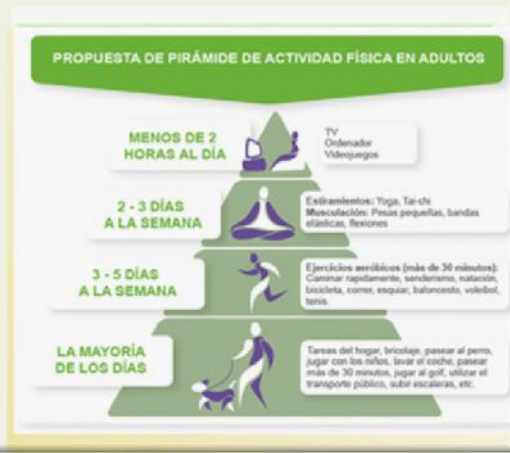 PROPUESTA DE PIRÁMIDE DE ACTIVIDAD FÍSICA EN ADULTOS
MENOS DE 2
HORAS AL DÍA
TV
Ordenador
Videojuegos
2 - 3 DÍAS
A LA SEMANA
Estiramientos: Yoga, Tai-chi
Musculación: Pesas pequeñas, bandas
elásticas, flexiones
3 - 5 DÍAS
A LA SEMANA
Ejercicios aeróbicos (más de 30 minutos):
Caminar rapidamente, senderismo, natación,
bicicleta, correr, esquiar, baloncesto, voleibol,
tenis.
LA MAYORÍA
DE LOS DÍAS
Tareas del hogar, bricolaje, pasear al perro,
jugar con los niños, lavar el coche, pasear
más de 30 minutos, jugar al golf, utilizar el
transporte público, subir escaleras, etc.